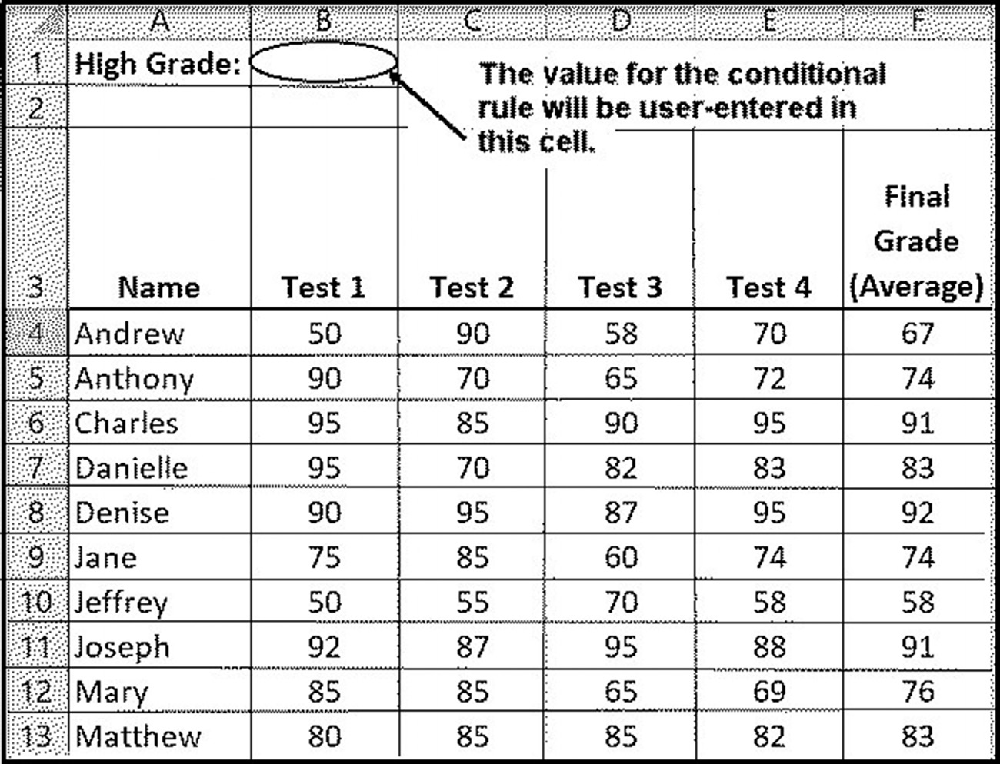 A B C D E F
1 High Grade:
The value for the conditional
rule will be user-entered in
this cell.
2
3 Name Test 1 Test 2 Test 3 Test 4 Final Grade (Average)
4 Andrew 50 90 58 70 67
5 Anthony 90 70 65 72 74
6 Charles 95 85 90 95 91
7 Danielle 95 70 82 83 83
8 Denise 90 95 87 95 92
9 Jane 75 85 60 74 74
10 Jeffrey 50 55 70 58 58
11 Joseph 92 87 95 88 91
12 Mary 85 85 65 69 76
13 Matthew 80 85 85 82 83